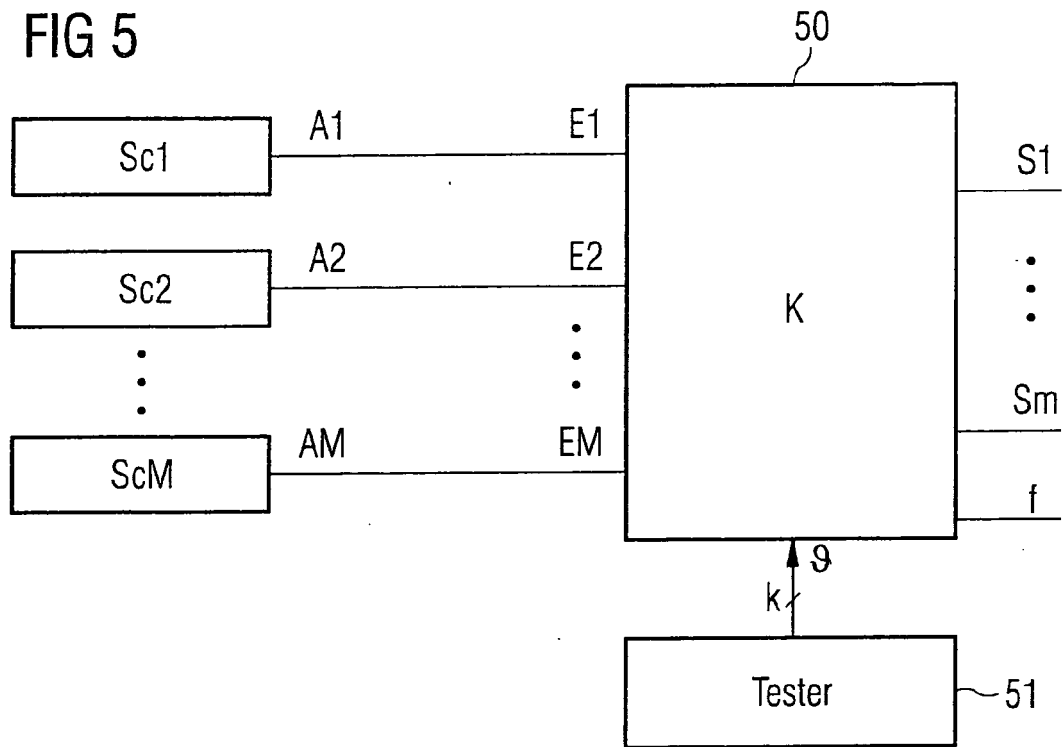 FIG 5
50
Sc1 A1 E1
S1
Sc2 A2 E2
K
Sm
ScM AM EM
f
ϑ
k
Tester 51